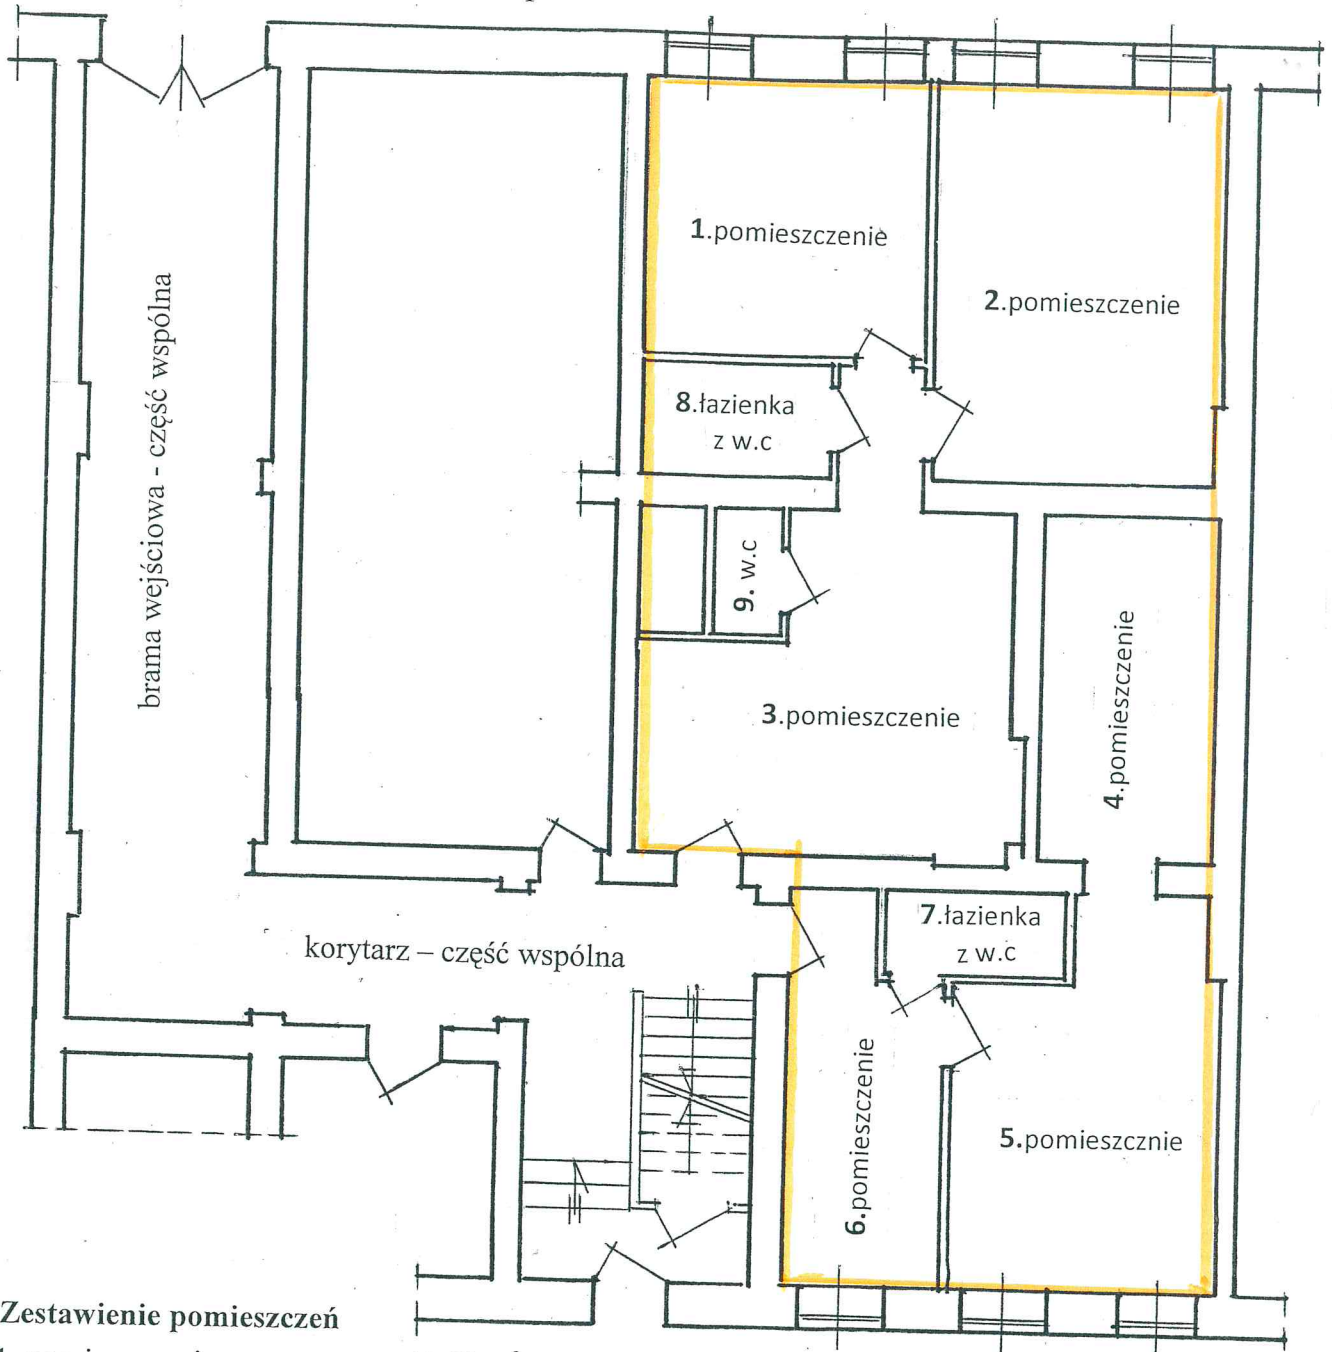 1.pomieszczenie
2.pomieszczenie
8.łazienka
z w.c
9. w.c
brama wejściowa - część wspólna
3.pomieszczenie
4.pomieszczenie
7.łazienka
z w.c
korytarz – część wspólna
6.pomieszczenie
5.pomieszcznie
Zestawienie pomieszczeń